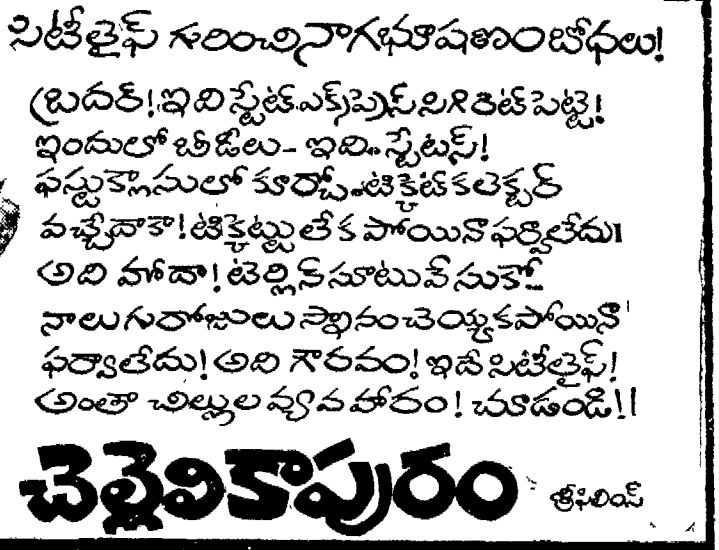 సిటీలైఫ్ గురించి నాగభూషణం బోధలు!
బ్రదర్! ఇది స్టేట్ ఎక్స్‌ప్రెస్ సిగరెట్ పెట్టె!
ఇందులో బీడీలు- ఇది.. స్టేటస్!
ఫస్టుక్లాసులో కూర్చో..టిక్కెట్ కలెక్టర్
వచ్చేదాకా! టిక్కెట్టు లేక పోయినా ఫర్వాలేదు!
అది హోదా! టెర్లిన్ సూటు వేసుకో..
నాలుగురోజులు స్నానం చెయ్యకపోయినా
ఫర్వాలేదు! అది గౌరవం! ఇదే సిటీలైఫ్!
అంతా చిల్లుల వ్యవహారం! చూడండి!!
చెల్లెలికాపురం శ్రీఫిలింస్